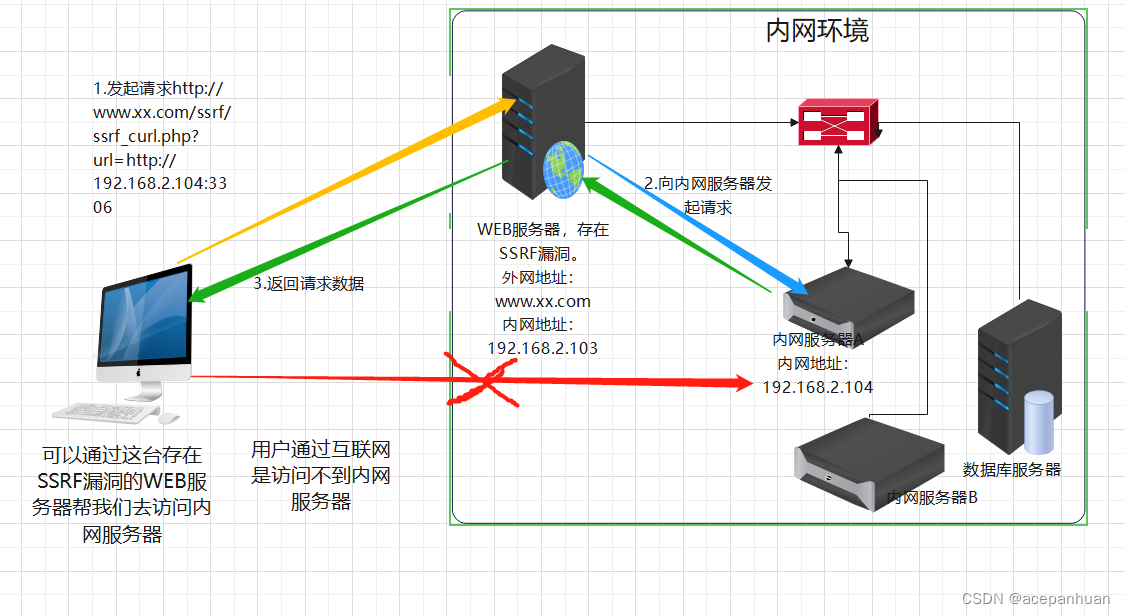 内网环境
1.发起请求http://
www.xx.com/ssrf/
ssrf_curl.php?
url=http://
192.168.2.104:33
06
2.向内网服务器发
起请求
WEB服务器，存在
SSRF漏洞。
外网地址：
www.xx.com
内网地址：
192.168.2.103
3.返回请求数据
内网服务器A
内网地址：
192.168.2.104
可以通过这台存在
SSRF漏洞的WEB服
务器帮我们去访问内
网服务器
用户通过互联网
是访问不到内网
服务器
数据库服务器
内网服务器B
CSDN @acepanhuan